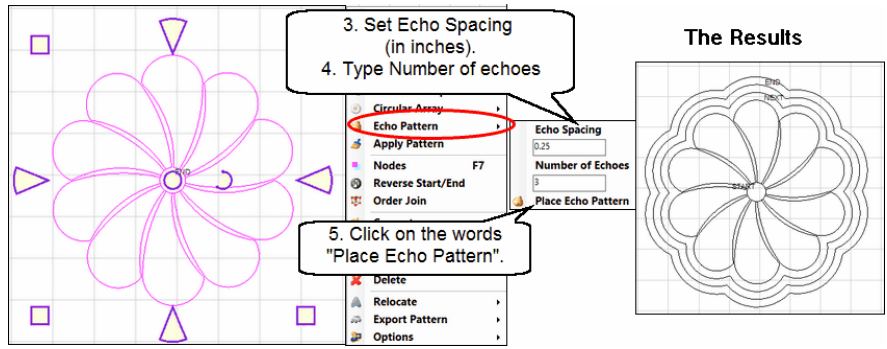 3. Set Echo Spacing
(in inches).
4. Type Number of echoes
The Results
END
Circular Array
Echo Pattern
Apply Pattern
Nodes F7
Reverse Start/End
Order Join
Echo Spacing
0.25
Number of Echoes
3
Place Echo Pattern
5. Click on the words
"Place Echo Pattern".
Delete
Relocate
Export Pattern
Options
END
NEXT
START